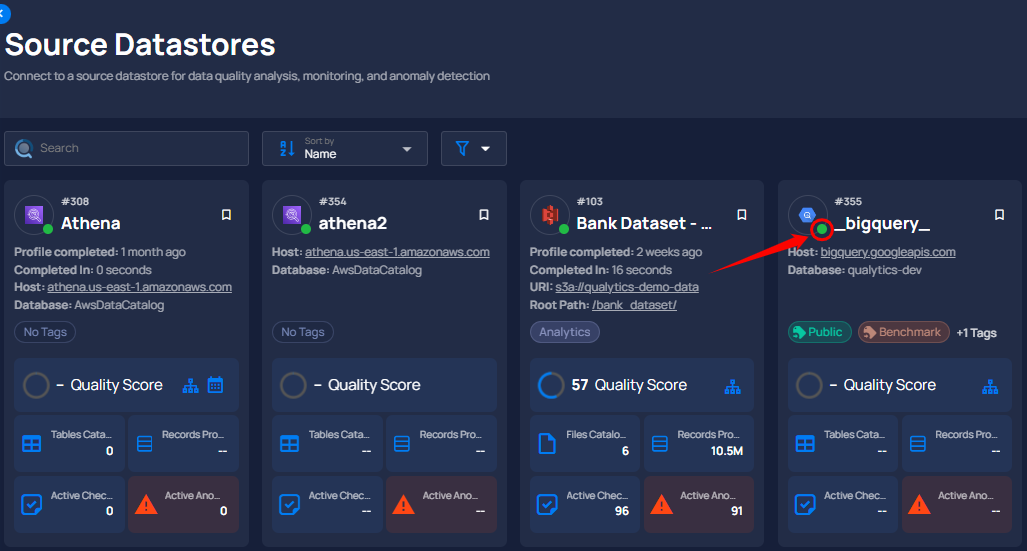 Source Datastores
Connect to a source datastore for data quality analysis, monitoring, and anomaly detection
Search
Sort by
Name
#308
Athena
Profile completed: 1 month ago
Completed In: 0 seconds
Host: athena.us-east-1.amazonaws.com
Database: AwsDataCatalog
No Tags
– Quality Score
Tables Cata...
0
Records Pro...
--
Active Chec...
0
Active Ano...
0
#354
athena2
Host: athena.us-east-1.amazonaws.com
Database: AwsDataCatalog
No Tags
– Quality Score
Tables Cata...
--
Records Pro...
--
Active Chec...
--
Active Ano...
--
#103
Bank Dataset - ...
Profile completed: 2 weeks ago
Completed In: 16 seconds
URI: s3a://qualytics-demo-data
Root Path: /bank_dataset/
Analytics
57 Quality Score
Files Catalo...
6
Records Pro...
10.5M
Active Chec...
96
Active Ano...
91
#355
_bigquery_
Host: bigquery.googleapis.com
Database: qualytics-dev
Public
Benchmark
+1 Tags
– Quality Score
Tables Cata...
--
Records Pro...
--
Active Chec...
--
Active Ano...
--